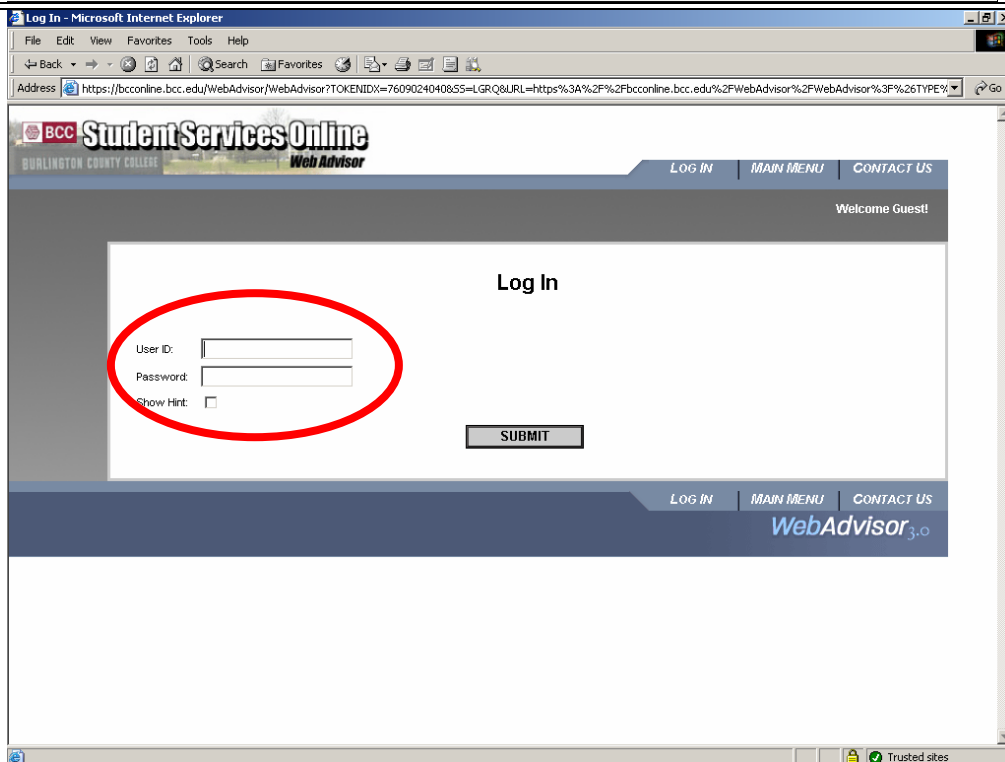 Log In - Microsoft Internet Explorer
File Edit View Favorites Tools Help
Back Search Favorites
Address https://bcconline.bcc.edu/WebAdvisor/WebAdvisor?TOKENIDX=7609024040&SS=LGRQ&URL=https%3A%2F%2Fbcconline.bcc.edu%2FWebAdvisor%2FWebAdvisor%3F%26TYPE% Go
BCC Student Services Online
BURLINGTON COUNTY COLLEGE Web Advisor
LOG IN MAIN MENU CONTACT US
Welcome Guest!
Log In
User ID:
Password:
Show Hint:
SUBMIT
LOG IN MAIN MENU CONTACT US
WebAdvisor 3.0
Trusted sites